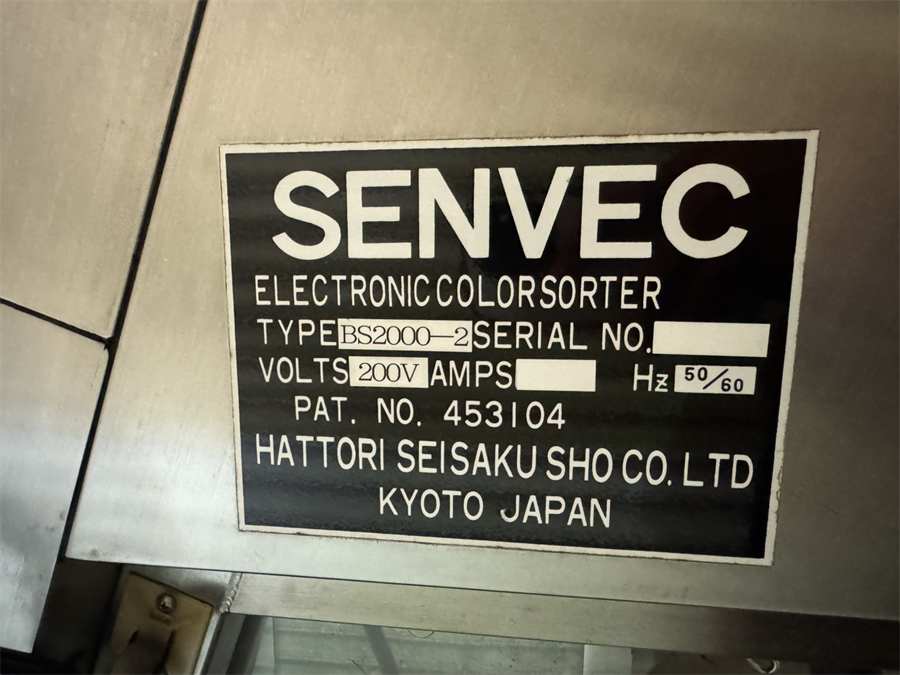 SENVEC
ELECTRONIC COLOR SORTER
TYPE BS2000-2 SERIAL NO.
VOLTS 200V AMPS Hz 50/60
PAT. NO. 453104
HATTORI SEISAKU SHO CO. LTD
KYOTO JAPAN